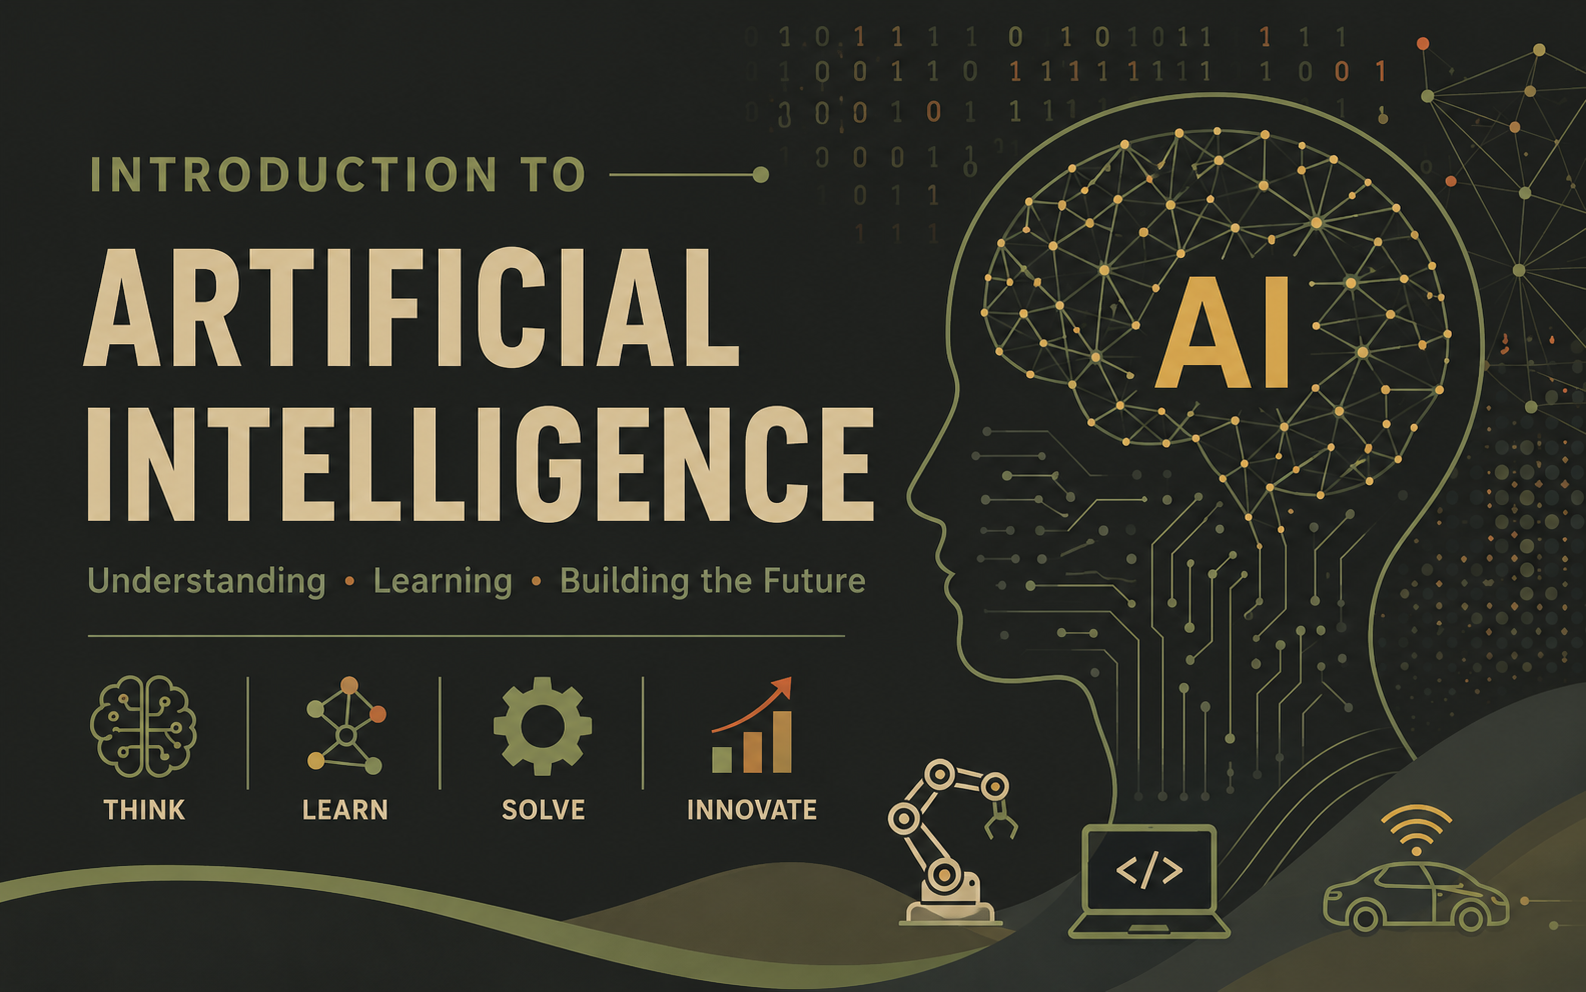 INTRODUCTION TO
ARTIFICIAL
INTELLIGENCE
Understanding • Learning • Building the Future
THINK
LEARN
SOLVE
INNOVATE
AI
</>